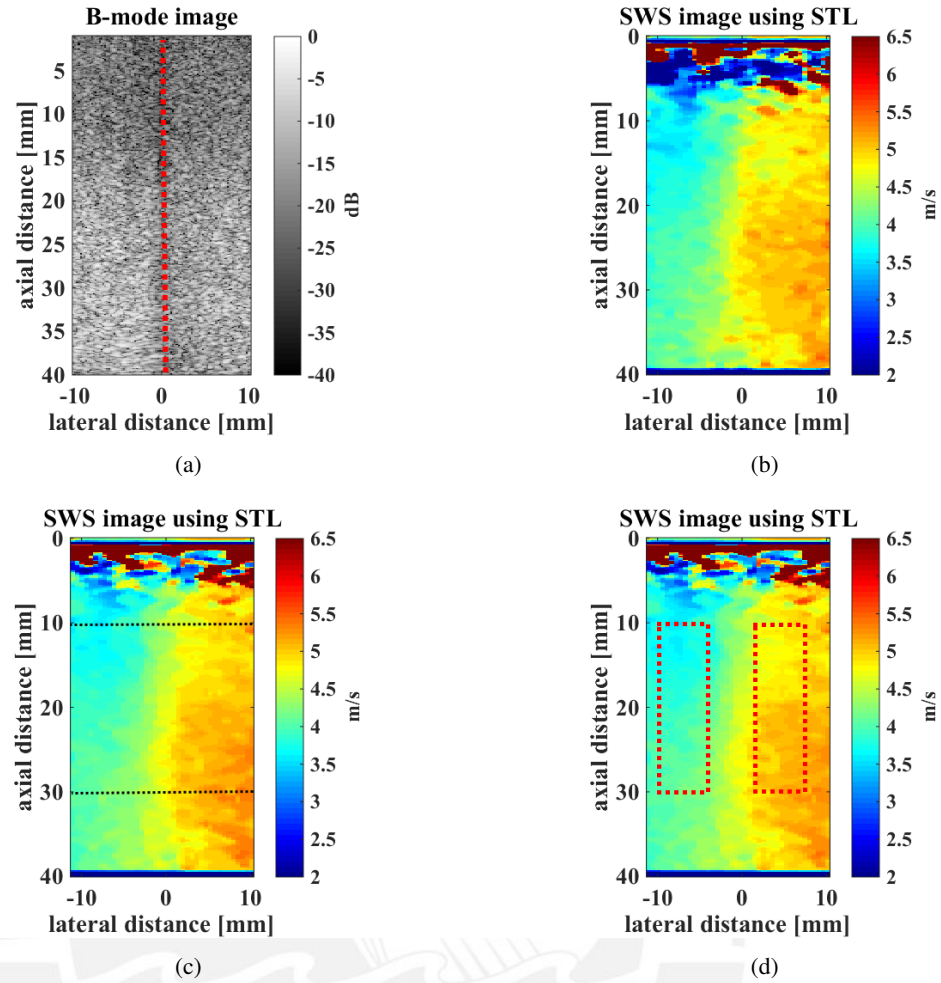 B-mode image
0
-5
-10
-15
-20
-25
-30
-35
-40
dB
5
10
15
20
25
30
35
40
axial distance [mm]
-10 0 10
lateral distance [mm]
(a)
SWS image using STL
0
10
20
30
40
axial distance [mm]
-10 0 10
lateral distance [mm]
6.5
6
5.5
5
4.5
4
3.5
3
2.5
2
m/s
(b)
SWS image using STL
0
10
20
30
40
axial distance [mm]
-10 0 10
lateral distance [mm]
6.5
6
5.5
5
4.5
4
3.5
3
2.5
2
m/s
(c)
SWS image using STL
0
10
20
30
40
axial distance [mm]
-10 0 10
lateral distance [mm]
6.5
6
5.5
5
4.5
4
3.5
3
2.5
2
m/s
(d)